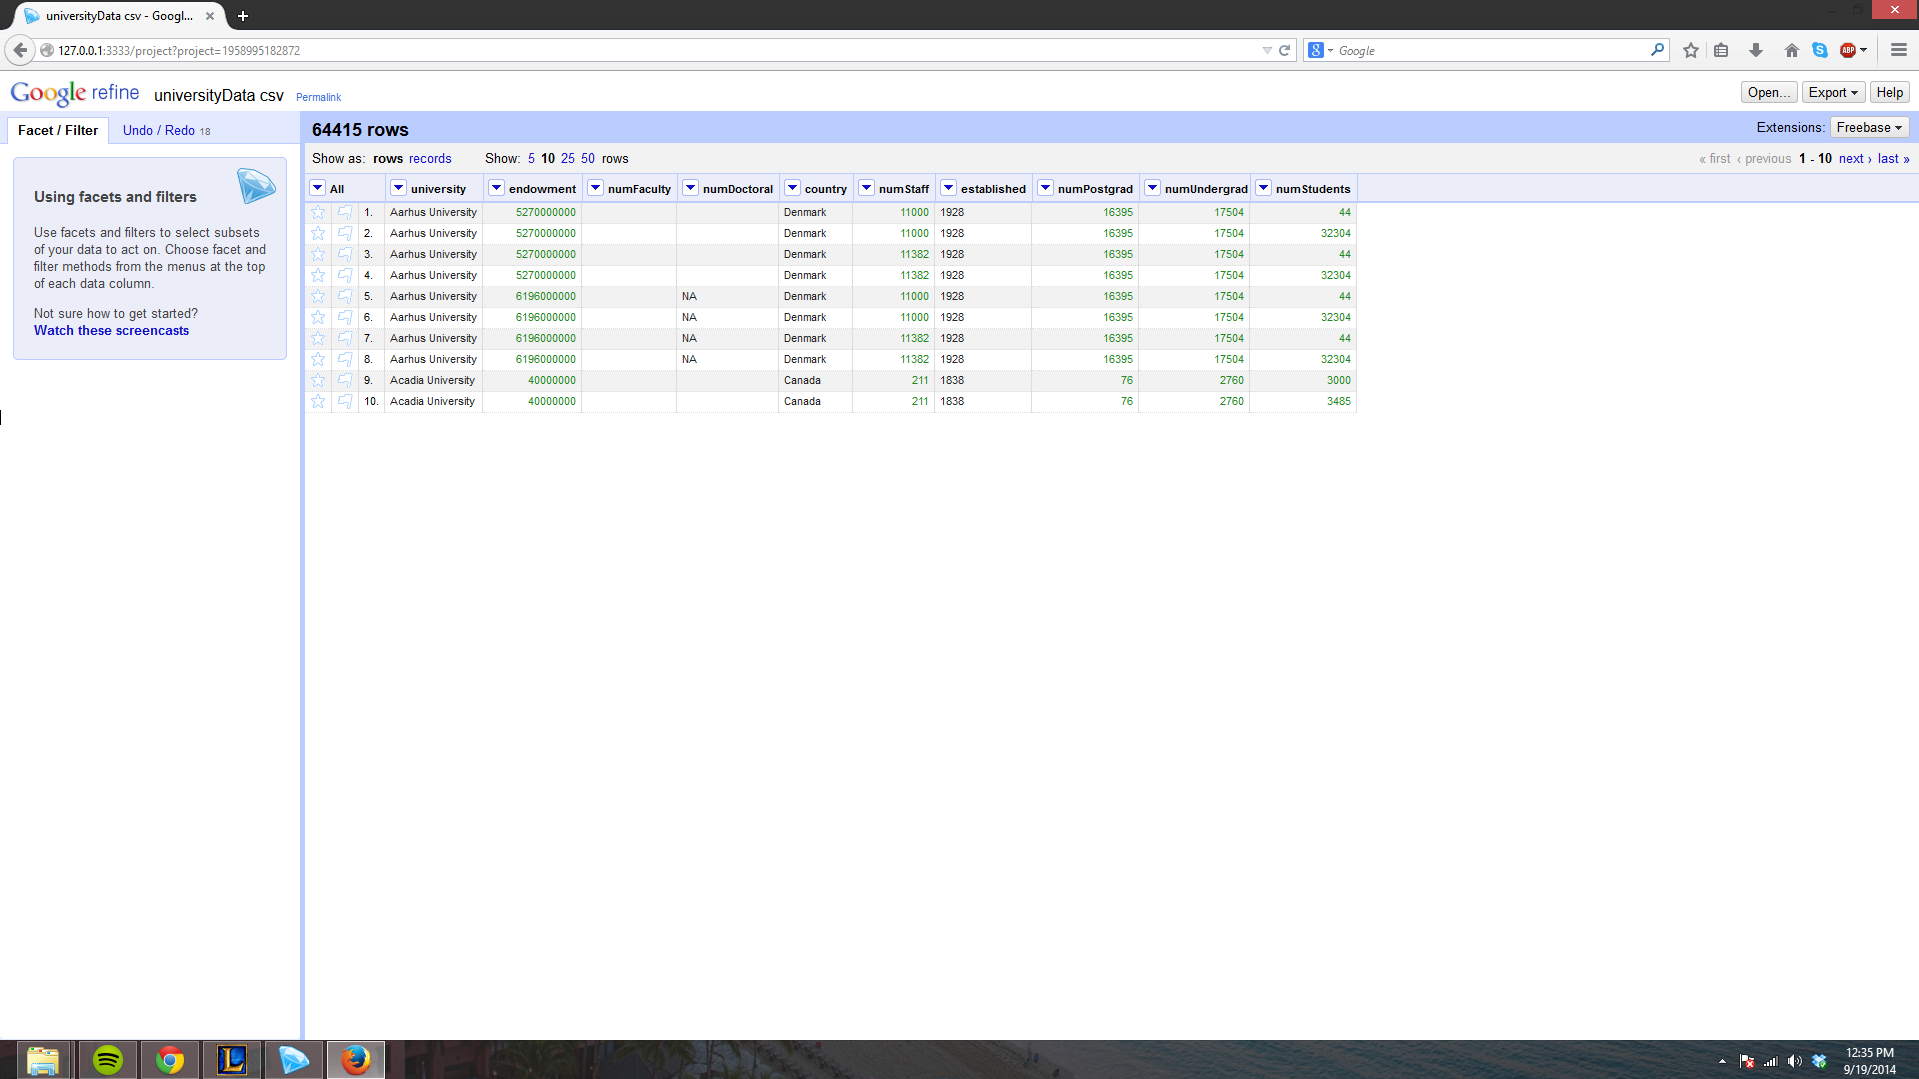 universityData csv - Googl...
127.0.0.1:3333/project?project=1958995182872
Google
Google refine universityData csv Permalink
Open... Export Help
Facet / Filter Undo / Redo 18
64415 rows
Extensions: Freebase
Show as: rows records Show: 5 10 25 50 rows
« first ‹ previous 1 - 10 next › last »
Using facets and filters
Use facets and filters to select subsets
of your data to act on. Choose facet and
filter methods from the menus at the top
of each data column.
Not sure how to get started?
Watch these screencasts
All university endowment numFaculty numDoctoral country numStaff established numPostgrad numUndergrad numStudents
1. Aarhus University 5270000000 Denmark 11000 1928 16395 17504 44
2. Aarhus University 5270000000 Denmark 11000 1928 16395 17504 32304
3. Aarhus University 5270000000 Denmark 11382 1928 16395 17504 44
4. Aarhus University 5270000000 Denmark 11382 1928 16395 17504 32304
5. Aarhus University 6196000000 NA Denmark 11000 1928 16395 17504 44
6. Aarhus University 6196000000 NA Denmark 11000 1928 16395 17504 32304
7. Aarhus University 6196000000 NA Denmark 11382 1928 16395 17504 44
8. Aarhus University 6196000000 NA Denmark 11382 1928 16395 17504 32304
9. Acadia University 40000000 Canada 211 1838 76 2760 3000
10. Acadia University 40000000 Canada 211 1838 76 2760 3485
12:35 PM
9/19/2014